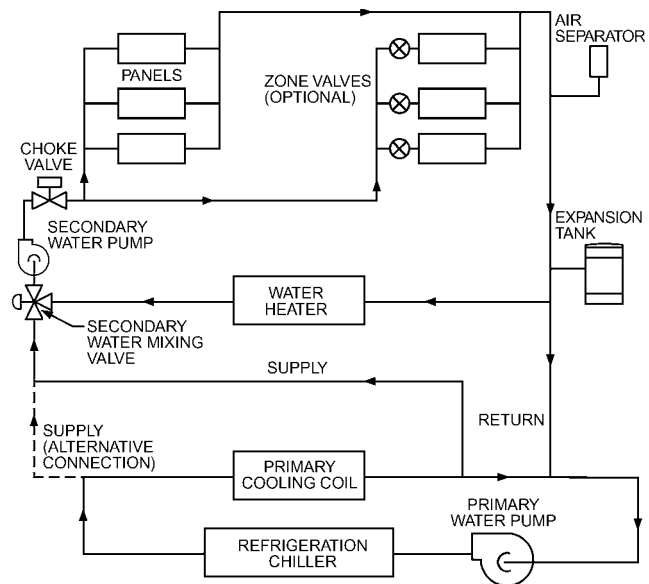 AIR
SEPARATOR
PANELS
ZONE VALVES
(OPTIONAL)
CHOKE
VALVE
SECONDARY
WATER PUMP
EXPANSION
TANK
WATER
HEATER
SECONDARY
WATER MIXING
VALVE
SUPPLY
RETURN
SUPPLY
(ALTERNATIVE
CONNECTION)
PRIMARY
COOLING COIL
PRIMARY
WATER PUMP
REFRIGERATION
CHILLER